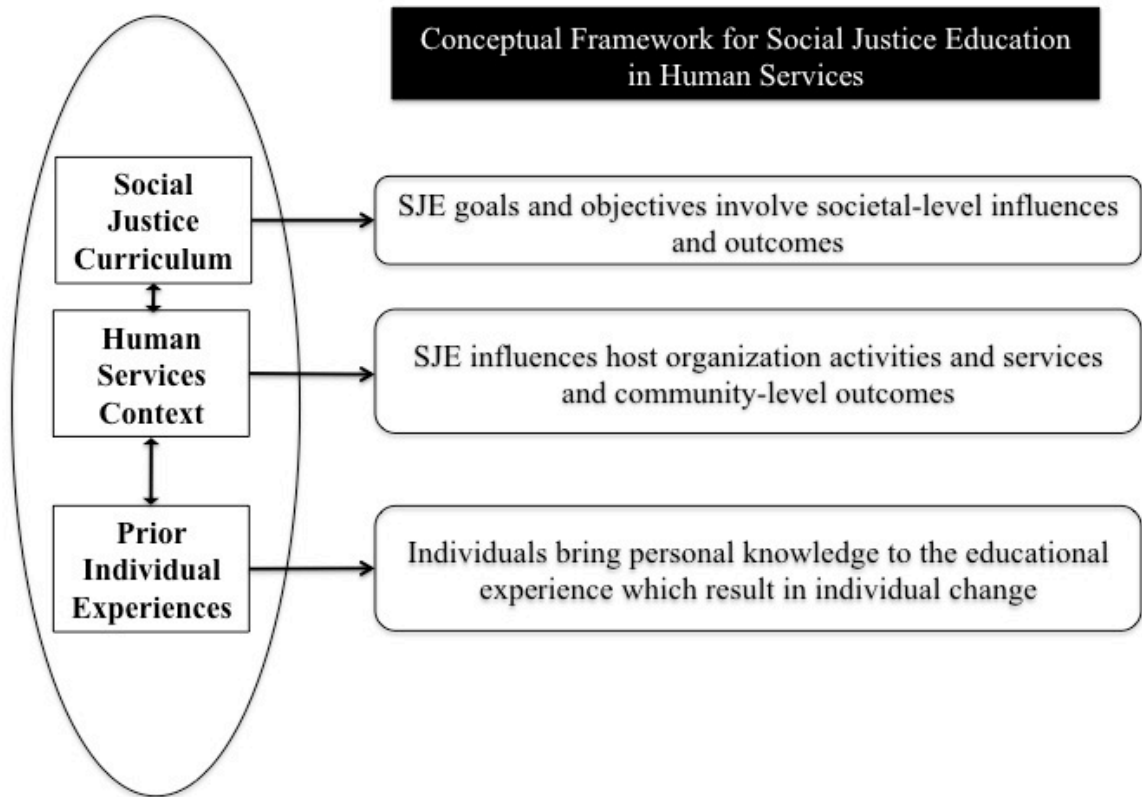 Conceptual Framework for Social Justice Education
in Human Services
Social
Justice
Curriculum
SJE goals and objectives involve societal-level influences
and outcomes
Human
Services
Context
SJE influences host organization activities and services
and community-level outcomes
Prior
Individual
Experiences
Individuals bring personal knowledge to the educational
experience which result in individual change